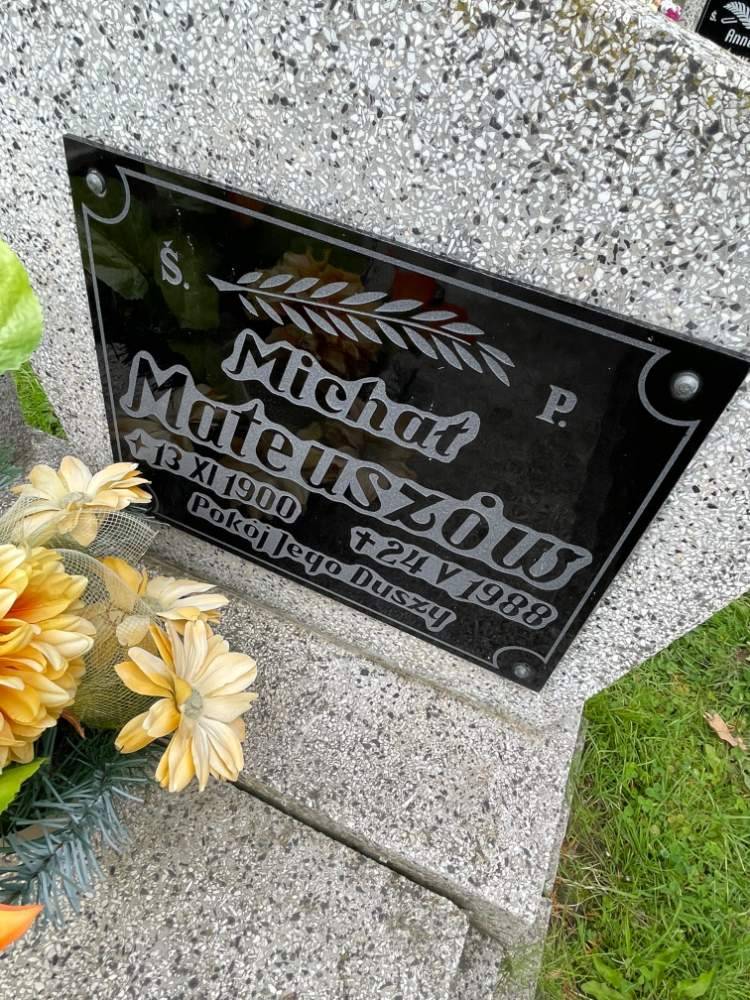 Ś. P.
Michał
Mateuszów
★ 13 XI 1900 ✝ 24 V 1988
Pokój Jego Duszy